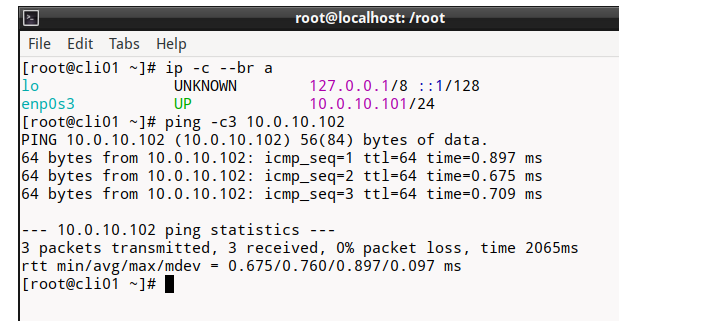 root@localhost: /root
File Edit Tabs Help
[root@cli01 ~]# ip -c --br a
lo UNKNOWN 127.0.0.1/8 ::1/128
enp0s3 UP 10.0.10.101/24
[root@cli01 ~]# ping -c3 10.0.10.102
PING 10.0.10.102 (10.0.10.102) 56(84) bytes of data.
64 bytes from 10.0.10.102: icmp_seq=1 ttl=64 time=0.897 ms
64 bytes from 10.0.10.102: icmp_seq=2 ttl=64 time=0.675 ms
64 bytes from 10.0.10.102: icmp_seq=3 ttl=64 time=0.709 ms
--- 10.0.10.102 ping statistics ---
3 packets transmitted, 3 received, 0% packet loss, time 2065ms
rtt min/avg/max/mdev = 0.675/0.760/0.897/0.097 ms
[root@cli01 ~]#